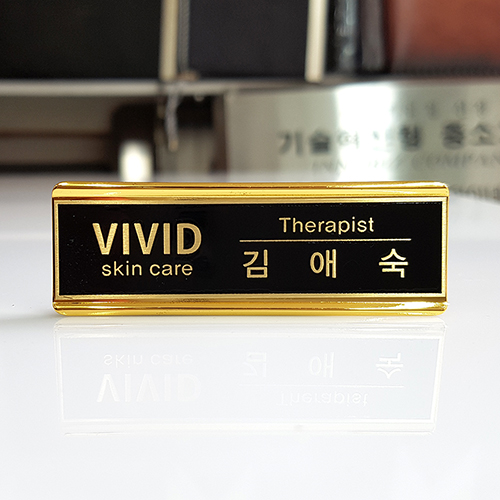 VIVID
skin care
Therapist
김 애 숙